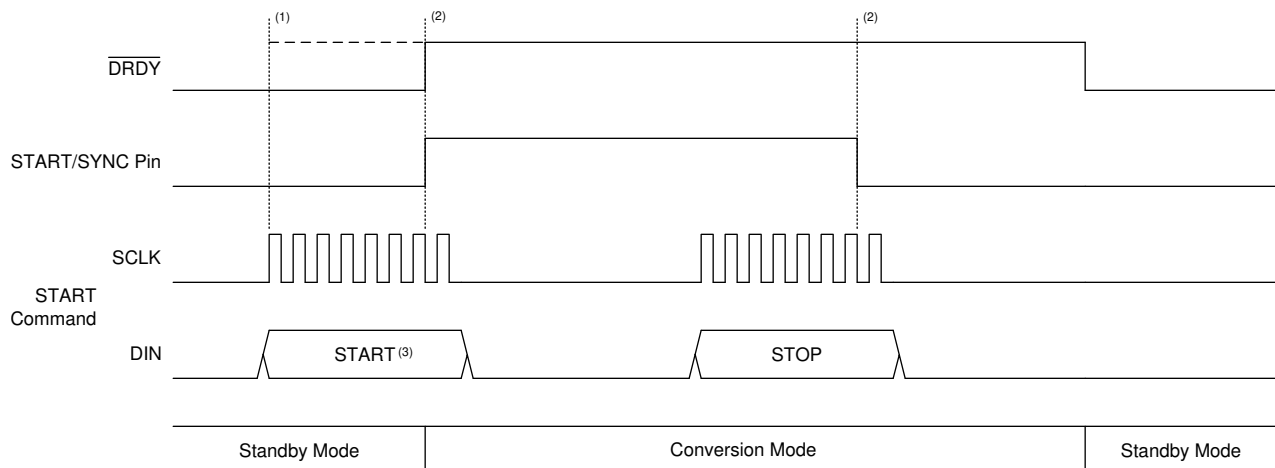 (1) (2) (2)
DRDY
START/SYNC Pin
SCLK
START
Command
DIN START (3) STOP
Standby Mode Conversion Mode Standby Mode